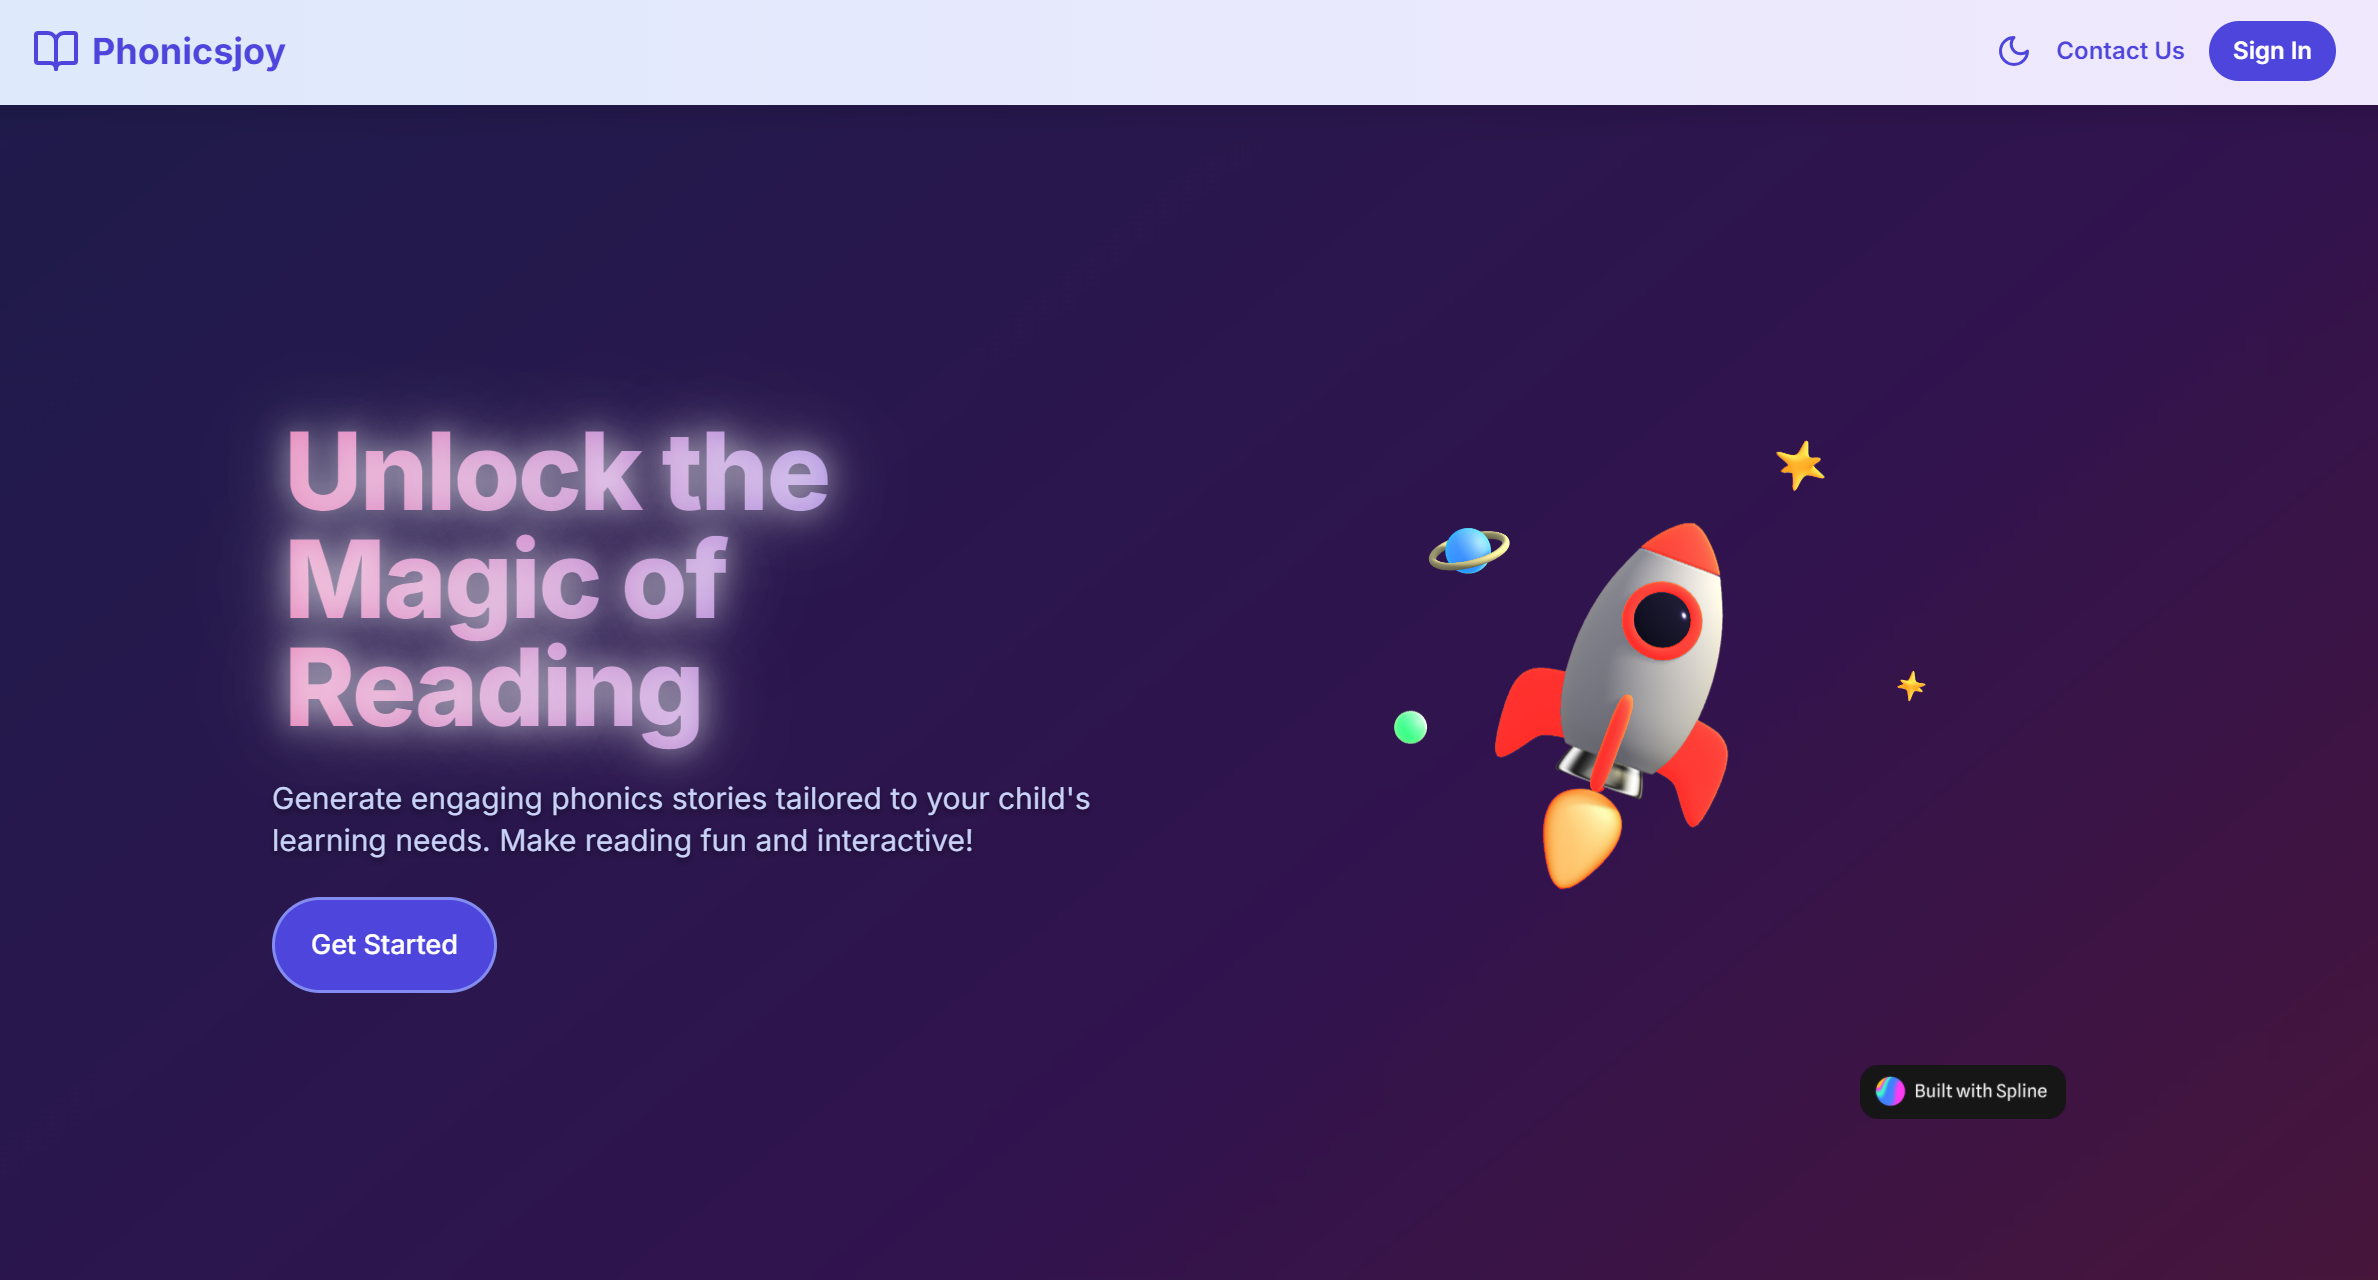 Phonicsjoy
Contact Us
Sign In
Unlock the
Magic of
Reading
Generate engaging phonics stories tailored to your child's
learning needs. Make reading fun and interactive!
Get Started
Built with Spline